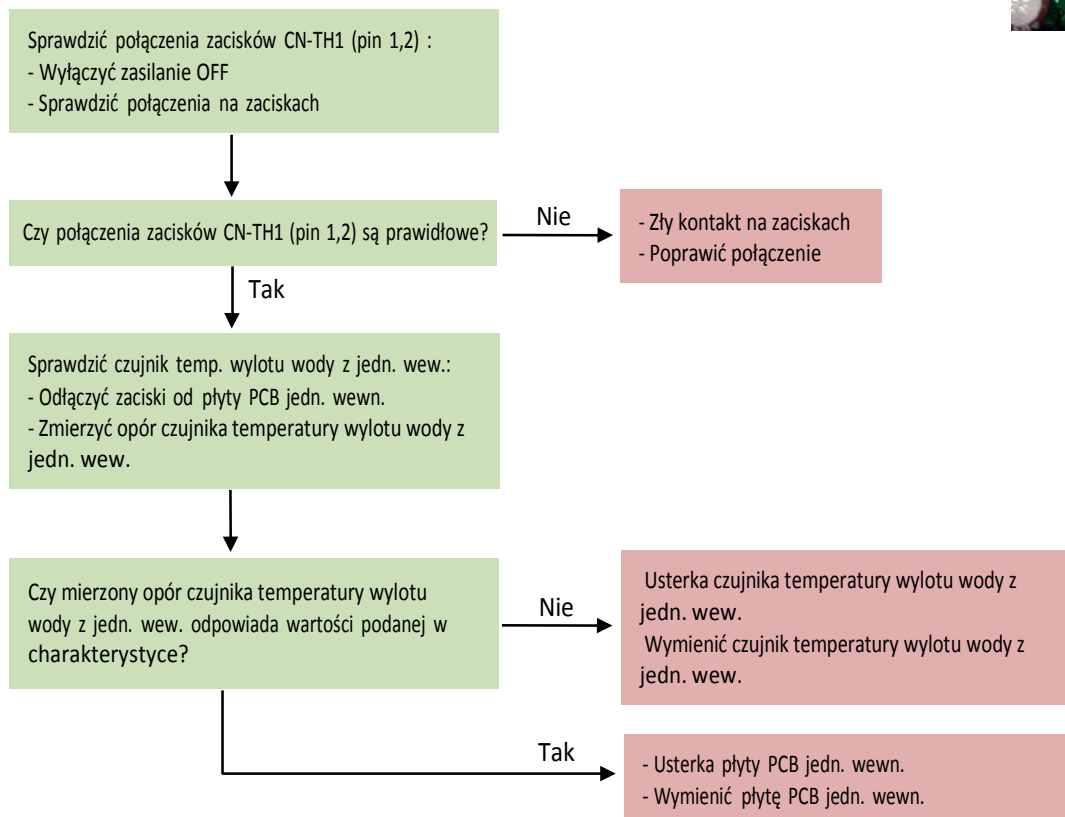 Sprawdzić połączenia zacisków CN-TH1 (pin 1,2) :
- Wyłączyć zasilanie OFF
- Sprawdzić połączenia na zaciskach
Czy połączenia zacisków CN-TH1 (pin 1,2) są prawidłowe?
Nie
- Zły kontakt na zaciskach
- Poprawić połączenie
Tak
Sprawdzić czujnik temp. wylotu wody z jedn. wew.:
- Odłączyć zaciski od płyty PCB jedn. wewn.
- Zmierzyć opór czujnika temperatury wylotu wody z
jedn. wew.
Czy mierzony opór czujnika temperatury wylotu
wody z jedn. wew. odpowiada wartości podanej w
charakterystyce?
Nie
Usterka czujnika temperatury wylotu wody z
jedn. wew.
Wymienić czujnik temperatury wylotu wody z
jedn. wew.
Tak
- Usterka płyty PCB jedn. wewn.
- Wymienić płytę PCB jedn. wewn.